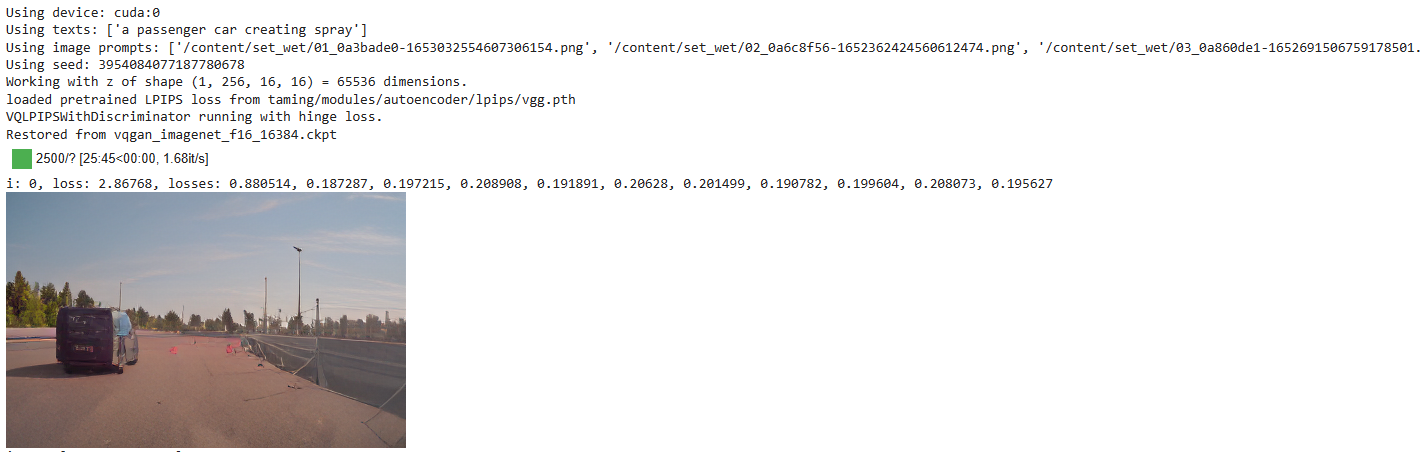 Using device: cuda:0
Using texts: ['a passenger car creating spray']
Using image prompts: ['/content/set_wet/01_0a3bade0-1653032554607306154.png', '/content/set_wet/02_0a6c8f56-1652362424560612474.png', '/content/set_wet/03_0a860de1-1652691506759178501.
Using seed: 3954084077187780678
Working with z of shape (1, 256, 16, 16) = 65536 dimensions.
loaded pretrained LPIPS loss from taming/modules/autoencoder/lpips/vgg.pth
VQLPIPSWithDiscriminator running with hinge loss.
Restored from vqgan_imagenet_f16_16384.ckpt
2500/? [25:45<00:00, 1.68it/s]
i: 0, loss: 2.86768, losses: 0.880514, 0.187287, 0.197215, 0.208908, 0.191891, 0.20628, 0.201499, 0.190782, 0.199604, 0.208073, 0.195627